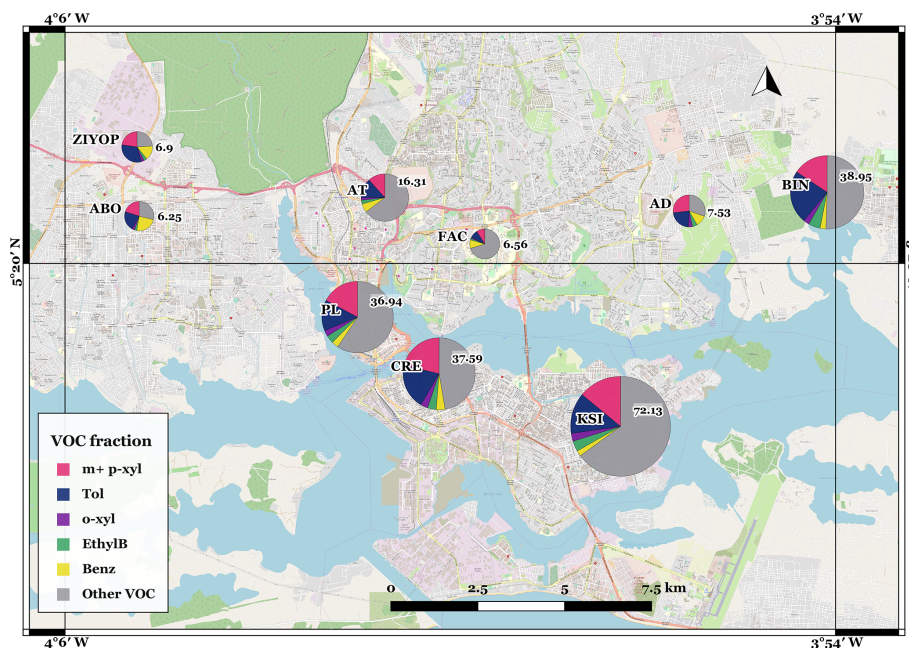 4°6′ W
3°54′ W
ZIYOP
6.9
ABO
6.25
AT
16.31
FAC
6.56
AD
7.53
BIN
38.95
5°20′ N
PL
36.94
CRE
37.59
KSI
72.13
VOC fraction
m+ p-xyl
Tol
o-xyl
EthylB
Benz
Other VOC
0
2.5
5
7.5 km
4°6′ W
3°54′ W